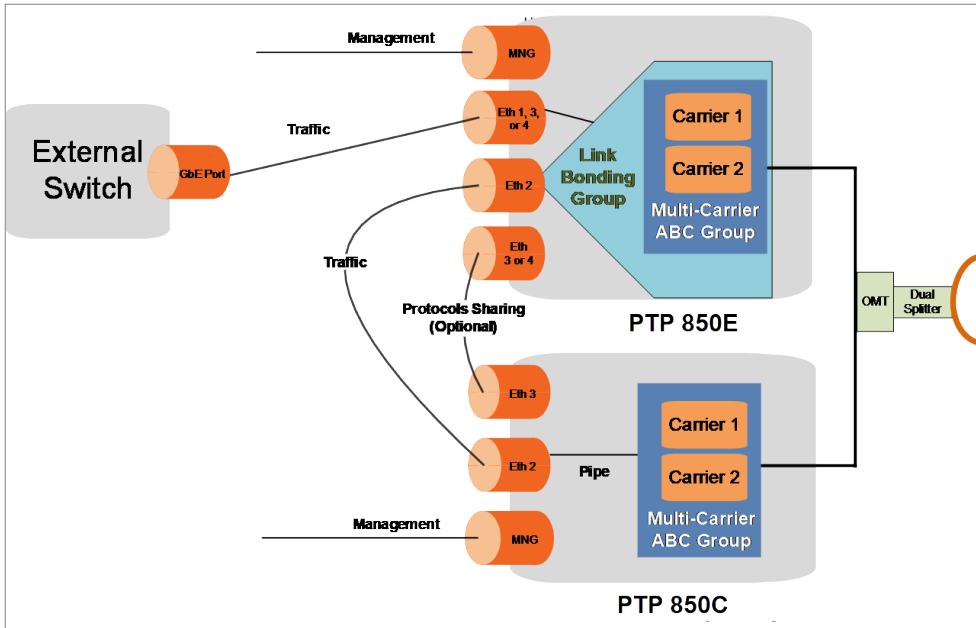 Management
MNG
Eth 1, 3,
or 4
Traffic
External
Switch
GbE Port
Eth 2
Eth
3 or 4
Traffic
Protocols Sharing
(Optional)
Link
Bonding
Group
Carrier 1
Carrier 2
Multi-Carrier
ABC Group
PTP 850E
OMT
Dual
Splitter
Eth 3
Eth 2
Pipe
Carrier 1
Carrier 2
Multi-Carrier
ABC Group
Management
MNG
PTP 850C